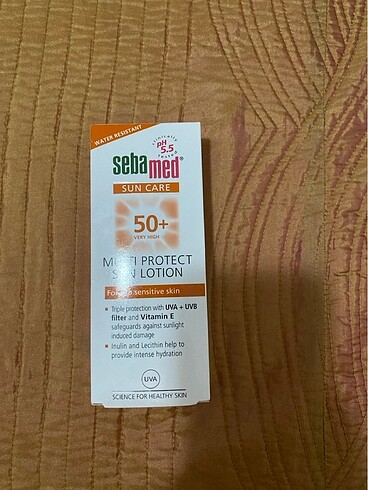 WATER RESISTANT
clinically
pH
5.5
tested
sebamed®
SUN CARE
50+
VERY HIGH
MULTI PROTECT
SUN LOTION
sensitive skin
▪ Triple protection with UVA + UVB
filter and Vitamin E
safeguards against sunlight
induced damage
▪ Inulin and Lecithin help to
provide intense hydration
UVA
SCIENCE FOR HEALTHY SKIN